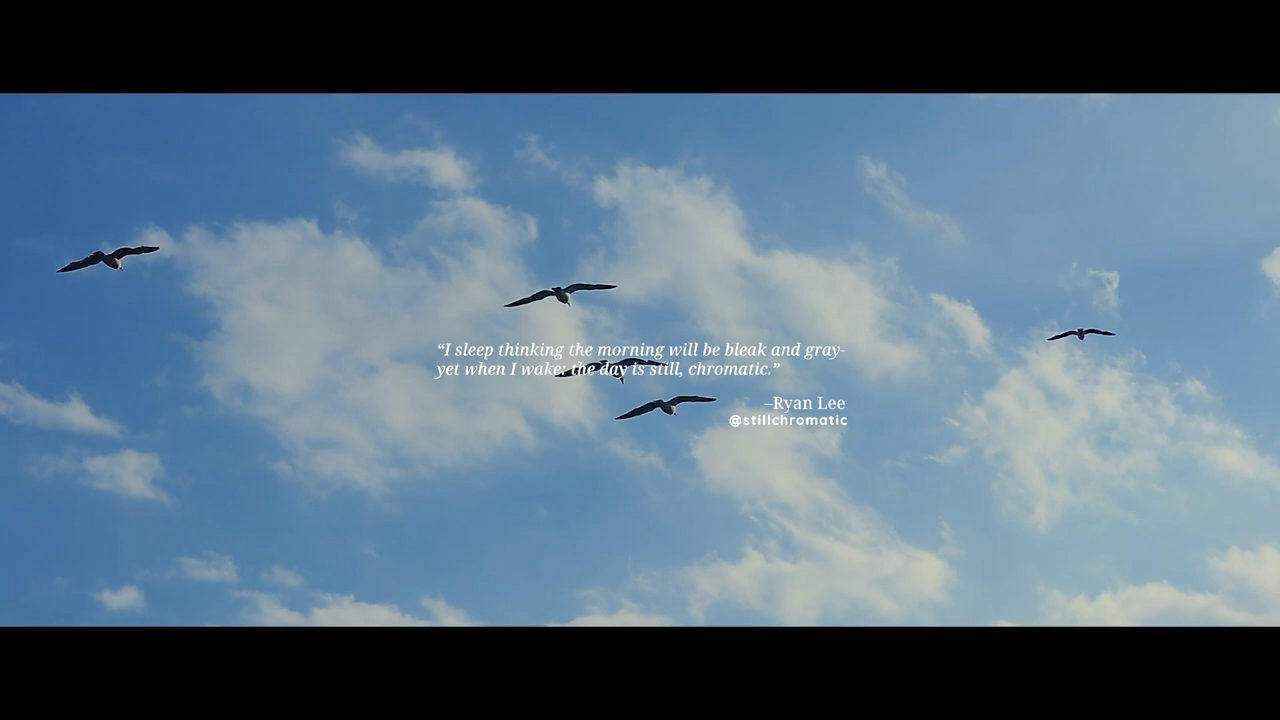 “I sleep thinking the morning will be bleak and gray-
yet when I wake; the day is still, chromatic.”
–Ryan Lee
@stillchromatic